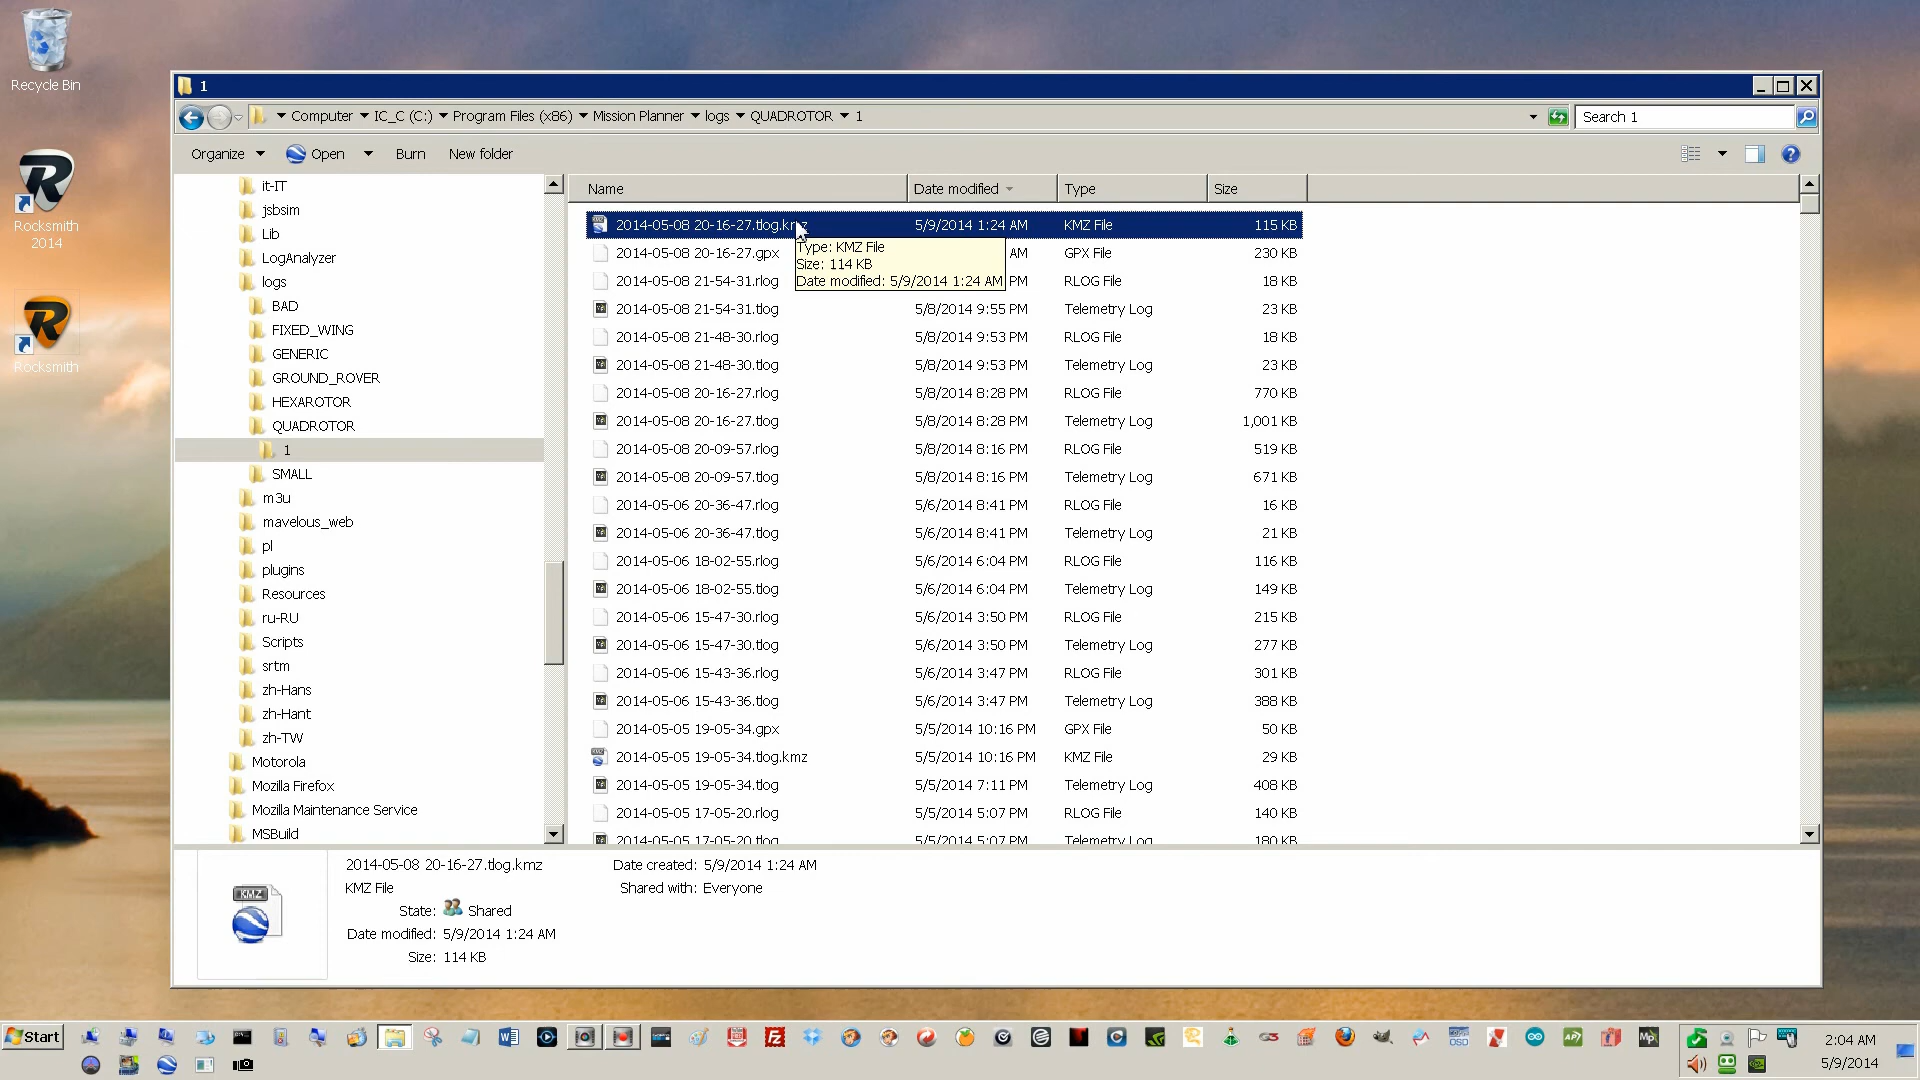 Recycle Bin
Rocksmith
2014
Rocksmith
1
Computer IC_C (C:) Program Files (x86) Mission Planner logs QUADROTOR 1
Search 1
Organize Open Burn New folder
it-IT
jsbsim
Lib
LogAnalyzer
logs
BAD
FIXED_WING
GENERIC
GROUND_ROVER
HEXAROTOR
QUADROTOR
1
SMALL
m3u
mavelous_web
pl
plugins
Resources
ru-RU
Scripts
srtm
zh-Hans
zh-Hant
zh-TW
Motorola
Mozilla Firefox
Mozilla Maintenance Service
MSBuild
Name Date modified Type Size
2014-05-08 20-16-27.tlog.kmz 5/9/2014 1:24 AM KMZ File 115 KB
2014-05-08 20-16-27.gpx AM GPX File 230 KB
2014-05-08 21-54-31.rlog PM RLOG File 18 KB
Type: KMZ File
Size: 114 KB
Date modified: 5/9/2014 1:24 AM
2014-05-08 21-54-31.tlog 5/8/2014 9:55 PM Telemetry Log 23 KB
2014-05-08 21-48-30.rlog 5/8/2014 9:53 PM RLOG File 18 KB
2014-05-08 21-48-30.tlog 5/8/2014 9:53 PM Telemetry Log 23 KB
2014-05-08 20-16-27.rlog 5/8/2014 8:28 PM RLOG File 770 KB
2014-05-08 20-16-27.tlog 5/8/2014 8:28 PM Telemetry Log 1,001 KB
2014-05-08 20-09-57.rlog 5/8/2014 8:16 PM RLOG File 519 KB
2014-05-08 20-09-57.tlog 5/8/2014 8:16 PM Telemetry Log 671 KB
2014-05-06 20-36-47.rlog 5/6/2014 8:41 PM RLOG File 16 KB
2014-05-06 20-36-47.tlog 5/6/2014 8:41 PM Telemetry Log 21 KB
2014-05-06 18-02-55.rlog 5/6/2014 6:04 PM RLOG File 116 KB
2014-05-06 18-02-55.tlog 5/6/2014 6:04 PM Telemetry Log 149 KB
2014-05-06 15-47-30.rlog 5/6/2014 3:50 PM RLOG File 215 KB
2014-05-06 15-47-30.tlog 5/6/2014 3:50 PM Telemetry Log 277 KB
2014-05-06 15-43-36.rlog 5/6/2014 3:47 PM RLOG File 301 KB
2014-05-06 15-43-36.tlog 5/6/2014 3:47 PM Telemetry Log 388 KB
2014-05-05 19-05-34.gpx 5/5/2014 10:16 PM GPX File 50 KB
2014-05-05 19-05-34.tlog.kmz 5/5/2014 10:16 PM KMZ File 29 KB
2014-05-05 19-05-34.tlog 5/5/2014 7:11 PM Telemetry Log 408 KB
2014-05-05 17-05-20.rlog 5/5/2014 5:07 PM RLOG File 140 KB
2014-05-05 17-05-20.tlog 5/5/2014 5:07 PM Telemetry Log 180 KB
KMZ
2014-05-08 20-16-27.tlog.kmz Date created: 5/9/2014 1:24 AM
KMZ File Shared with: Everyone
State: Shared
Date modified: 5/9/2014 1:24 AM
Size: 114 KB
Start
2:04 AM
5/9/2014